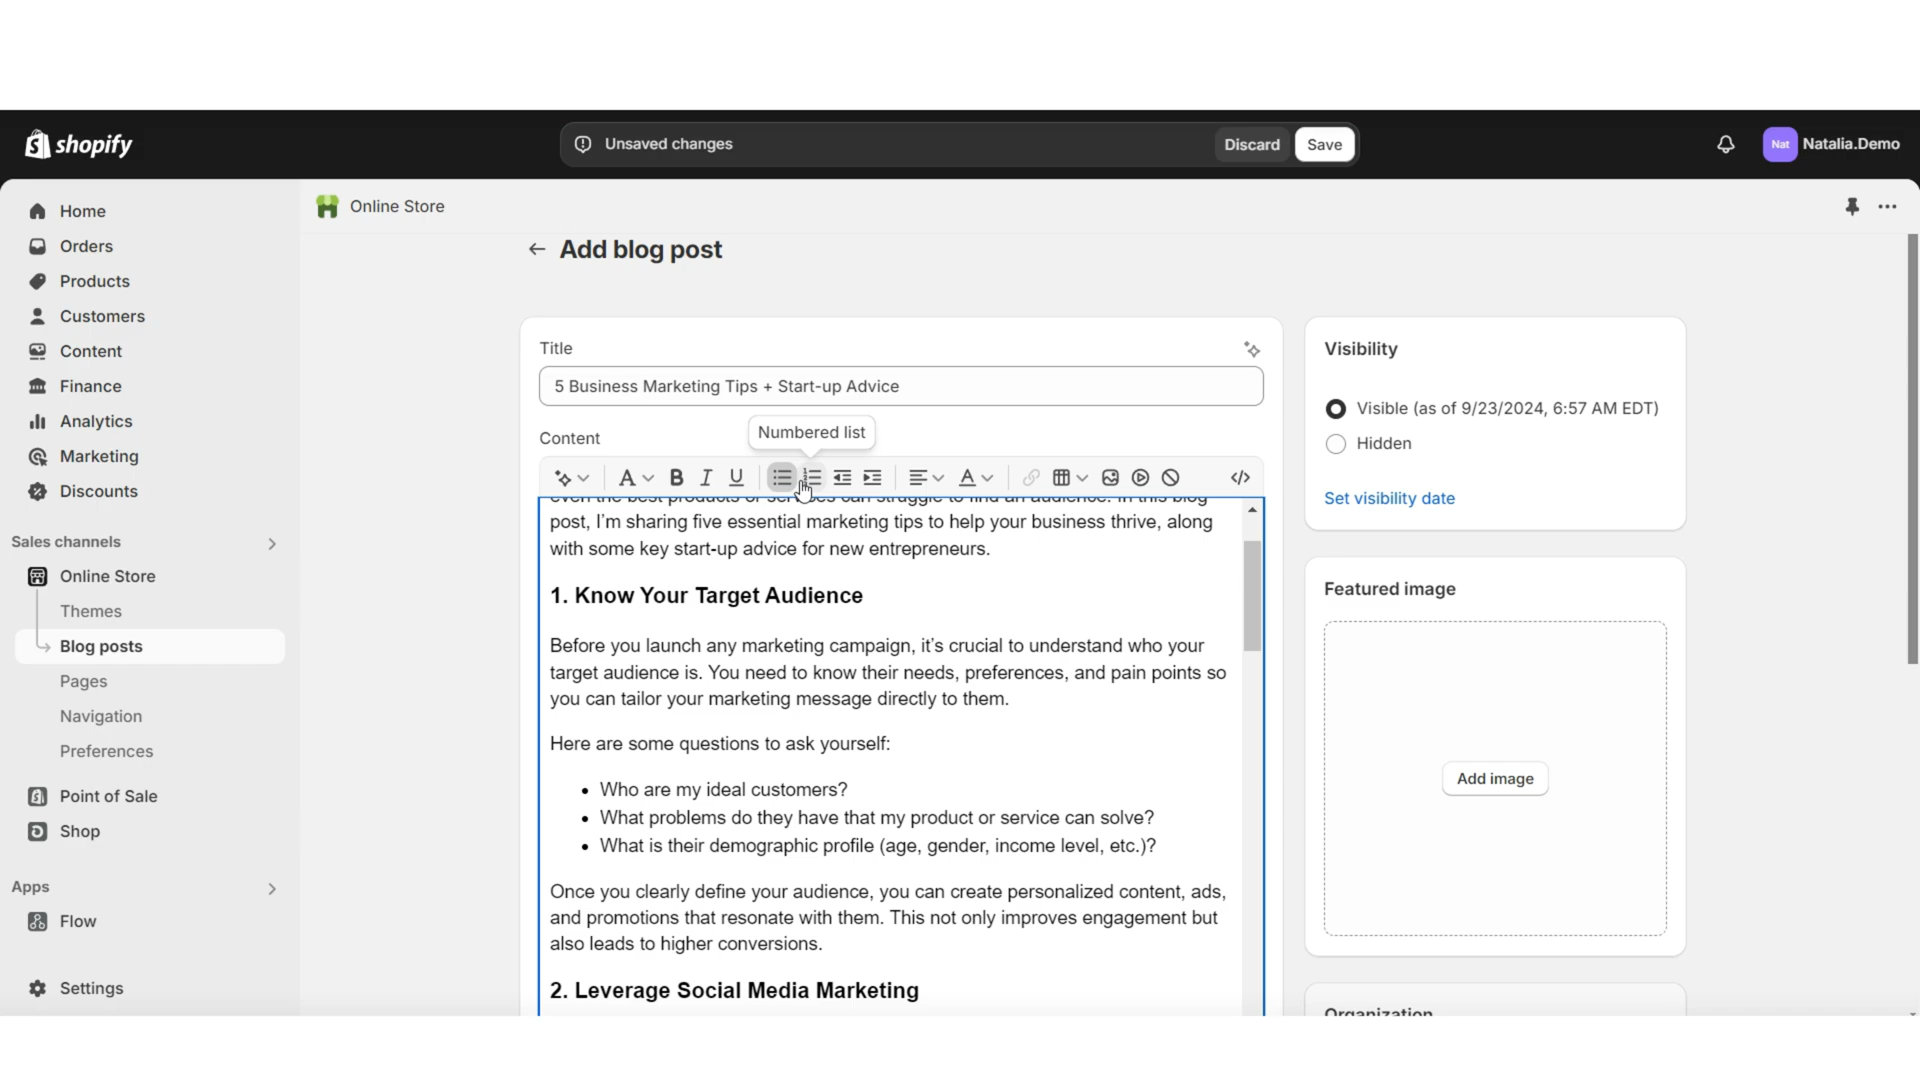 shopify
Unsaved changes
Discard
Save
Nat
Natalia.Demo
Home
Orders
Products
Customers
Content
Finance
Analytics
Marketing
Discounts
Sales channels
Online Store
Themes
Blog posts
Pages
Navigation
Preferences
Point of Sale
Shop
Apps
Flow
Settings
Online Store
Add blog post
Title
5 Business Marketing Tips + Start-up Advice
Content
Numbered list
even the best products or services can struggle to find an audience. In this blog
post, I’m sharing five essential marketing tips to help your business thrive, along
with some key start-up advice for new entrepreneurs.
1. Know Your Target Audience
Before you launch any marketing campaign, it’s crucial to understand who your
target audience is. You need to know their needs, preferences, and pain points so
you can tailor your marketing message directly to them.
Here are some questions to ask yourself:
• Who are my ideal customers?
• What problems do they have that my product or service can solve?
• What is their demographic profile (age, gender, income level, etc.)?
Once you clearly define your audience, you can create personalized content, ads,
and promotions that resonate with them. This not only improves engagement but
also leads to higher conversions.
2. Leverage Social Media Marketing
Visibility
Visible (as of 9/23/2024, 6:57 AM EDT)
Hidden
Set visibility date
Featured image
Add image
Organization